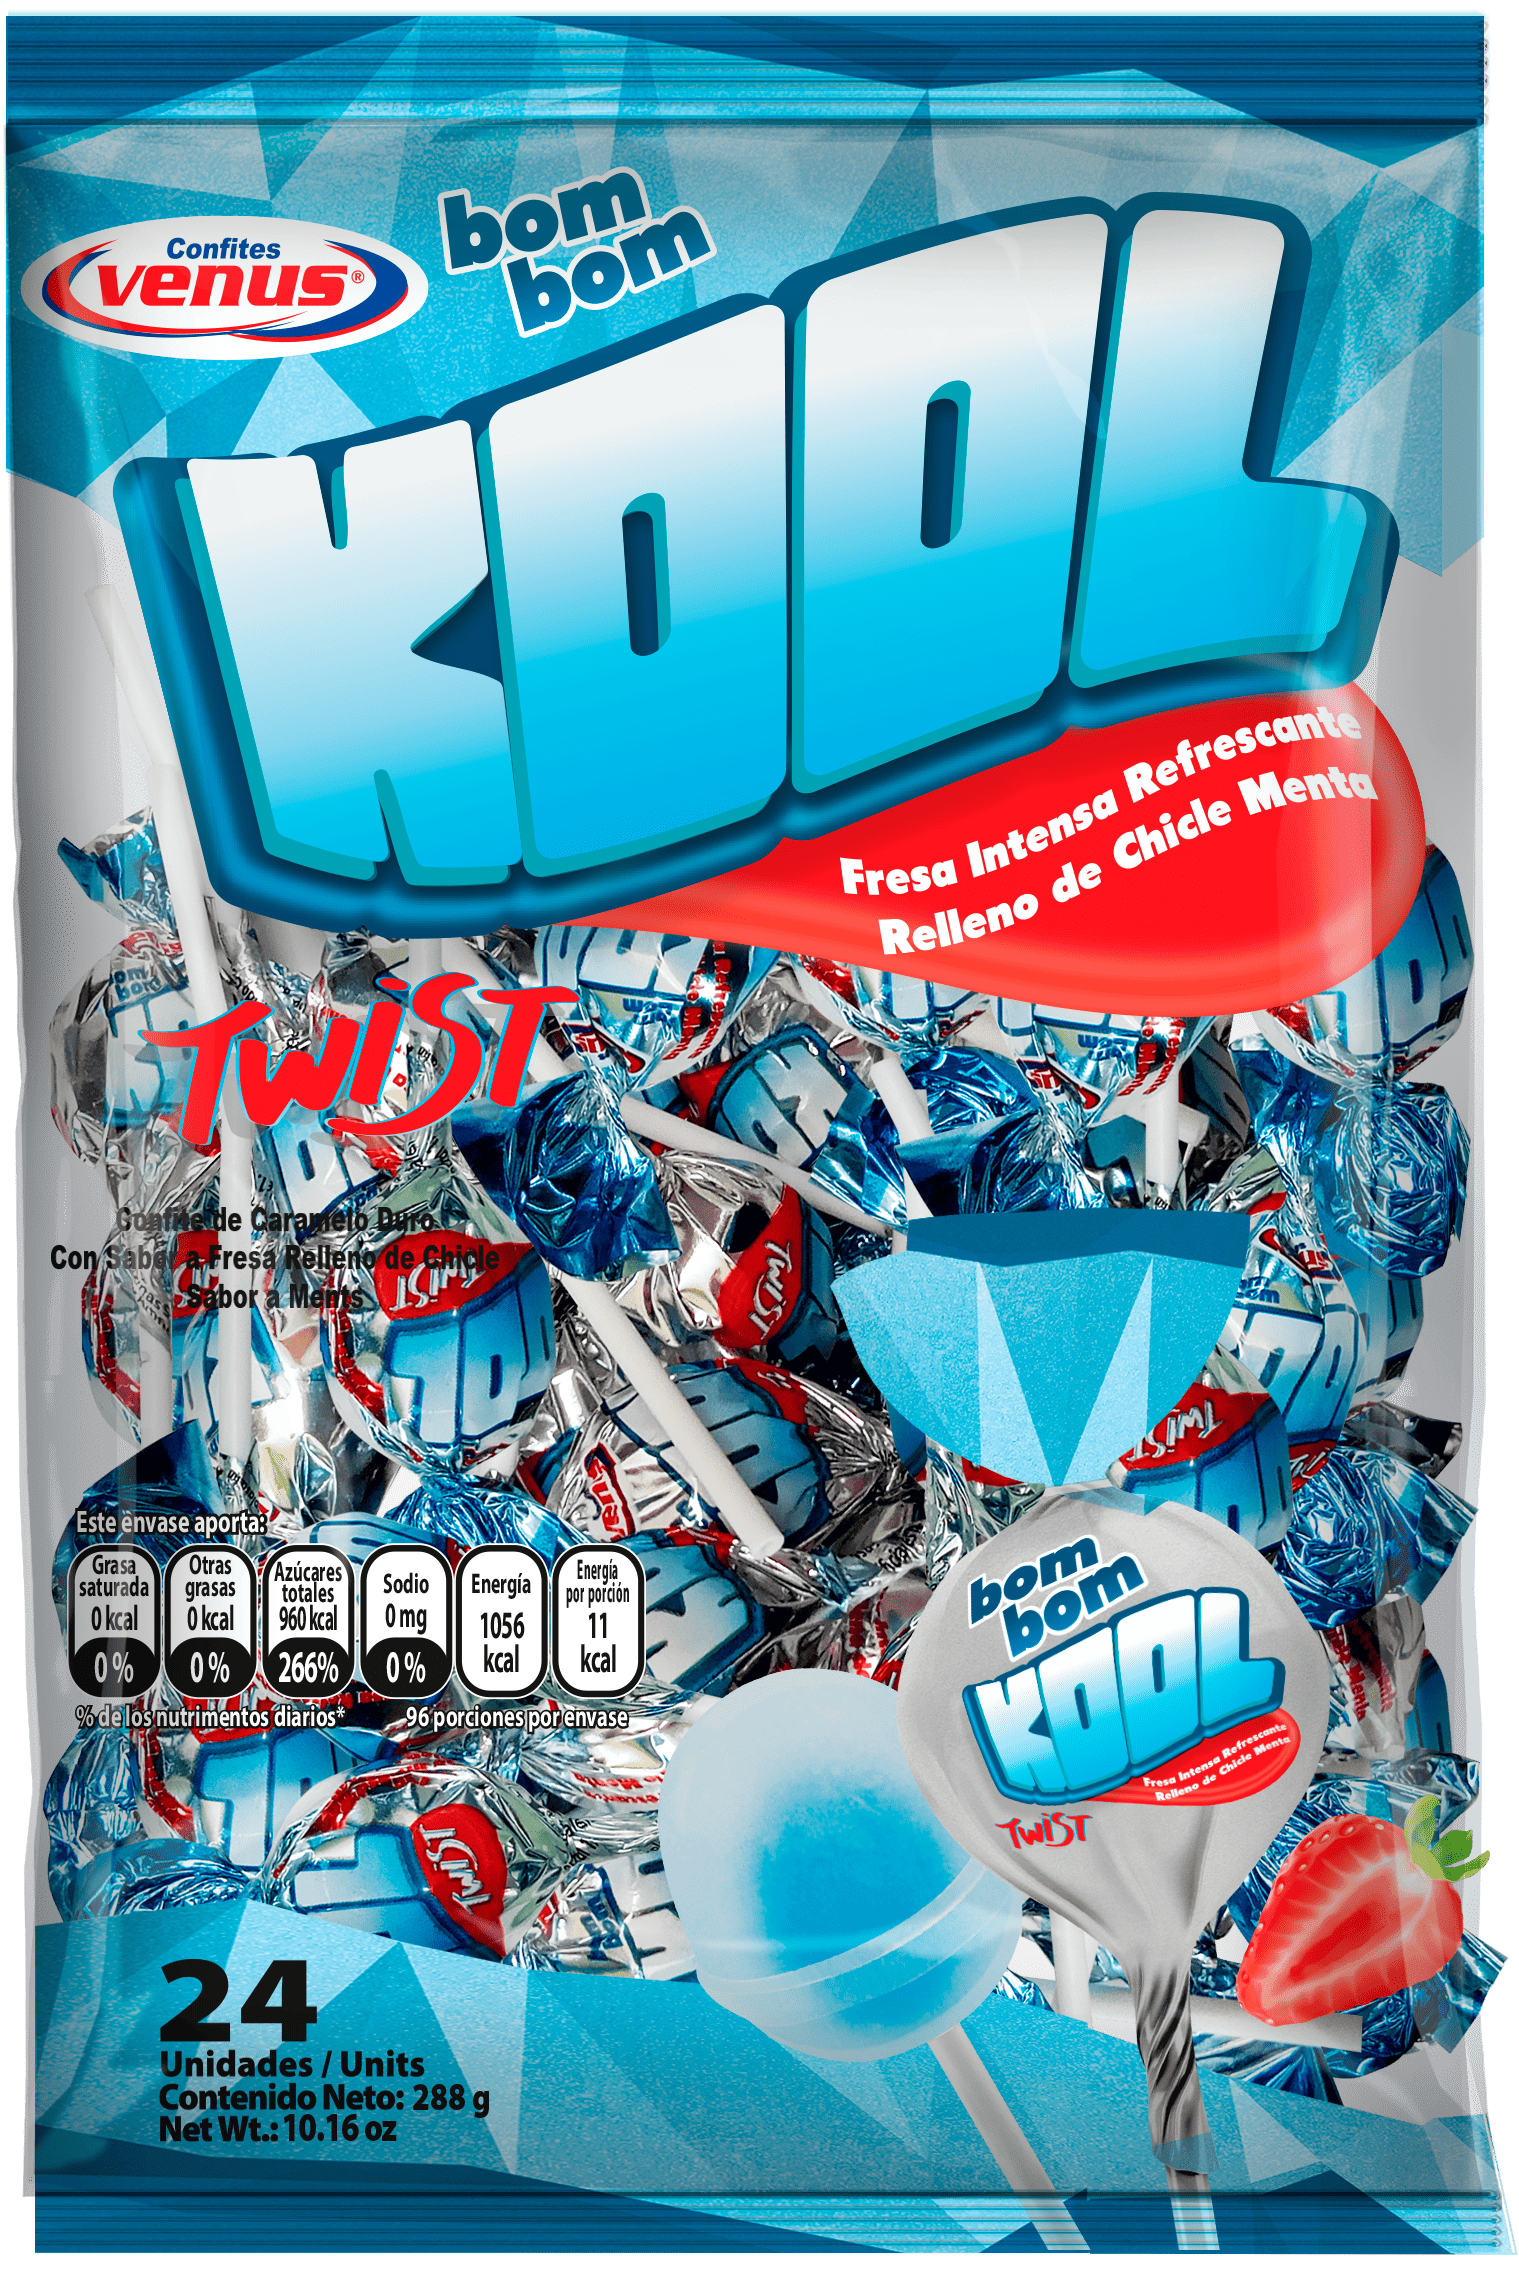 Confites
venus®
bom
bom
KOOL
Fresa Intensa Refrescante
Relleno de Chicle Menta
TWIST
Confite de Caramelo Duro
Con Sabor a Fresa Relleno de Chicle
Sabor a Ments
Este envase aporta:
Grasa saturada 0 kcal 0 %
Otras grasas 0 kcal 0 %
Azúcares totales 960 kcal 266%
Sodio 0 mg 0 %
Energía 1056 kcal
Energía por porción 11 kcal
% de los nutrimentos diarios*
96 porciones por envase
bom
bom
KOOL
Fresa Intensa Refrescante
Relleno de Chicle Menta
TWIST
24
Unidades / Units
Contenido Neto: 288 g
Net Wt.: 10.16 oz